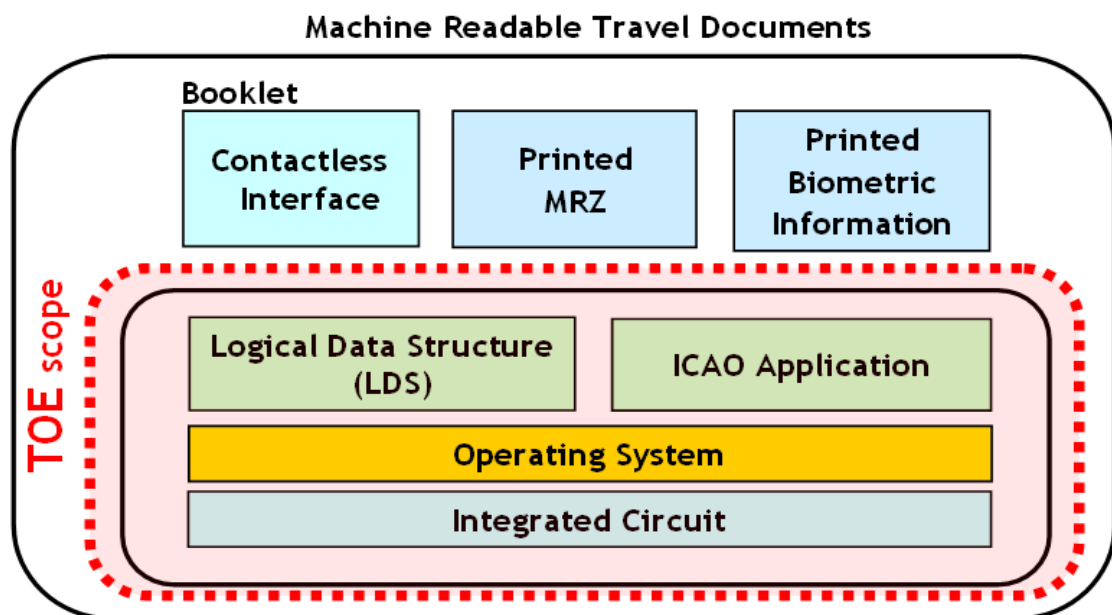 Machine Readable Travel Documents
Booklet
Contactless
Interface
Printed
MRZ
Printed
Biometric
Information
TOE scope
Logical Data Structure
(LDS)
ICAO Application
Operating System
Integrated Circuit